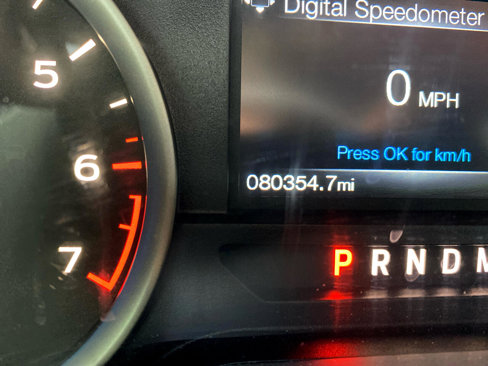 Digital Speedometer
5
0 MPH
6
Press OK for km/h
080354.7mi
7
P R N D M